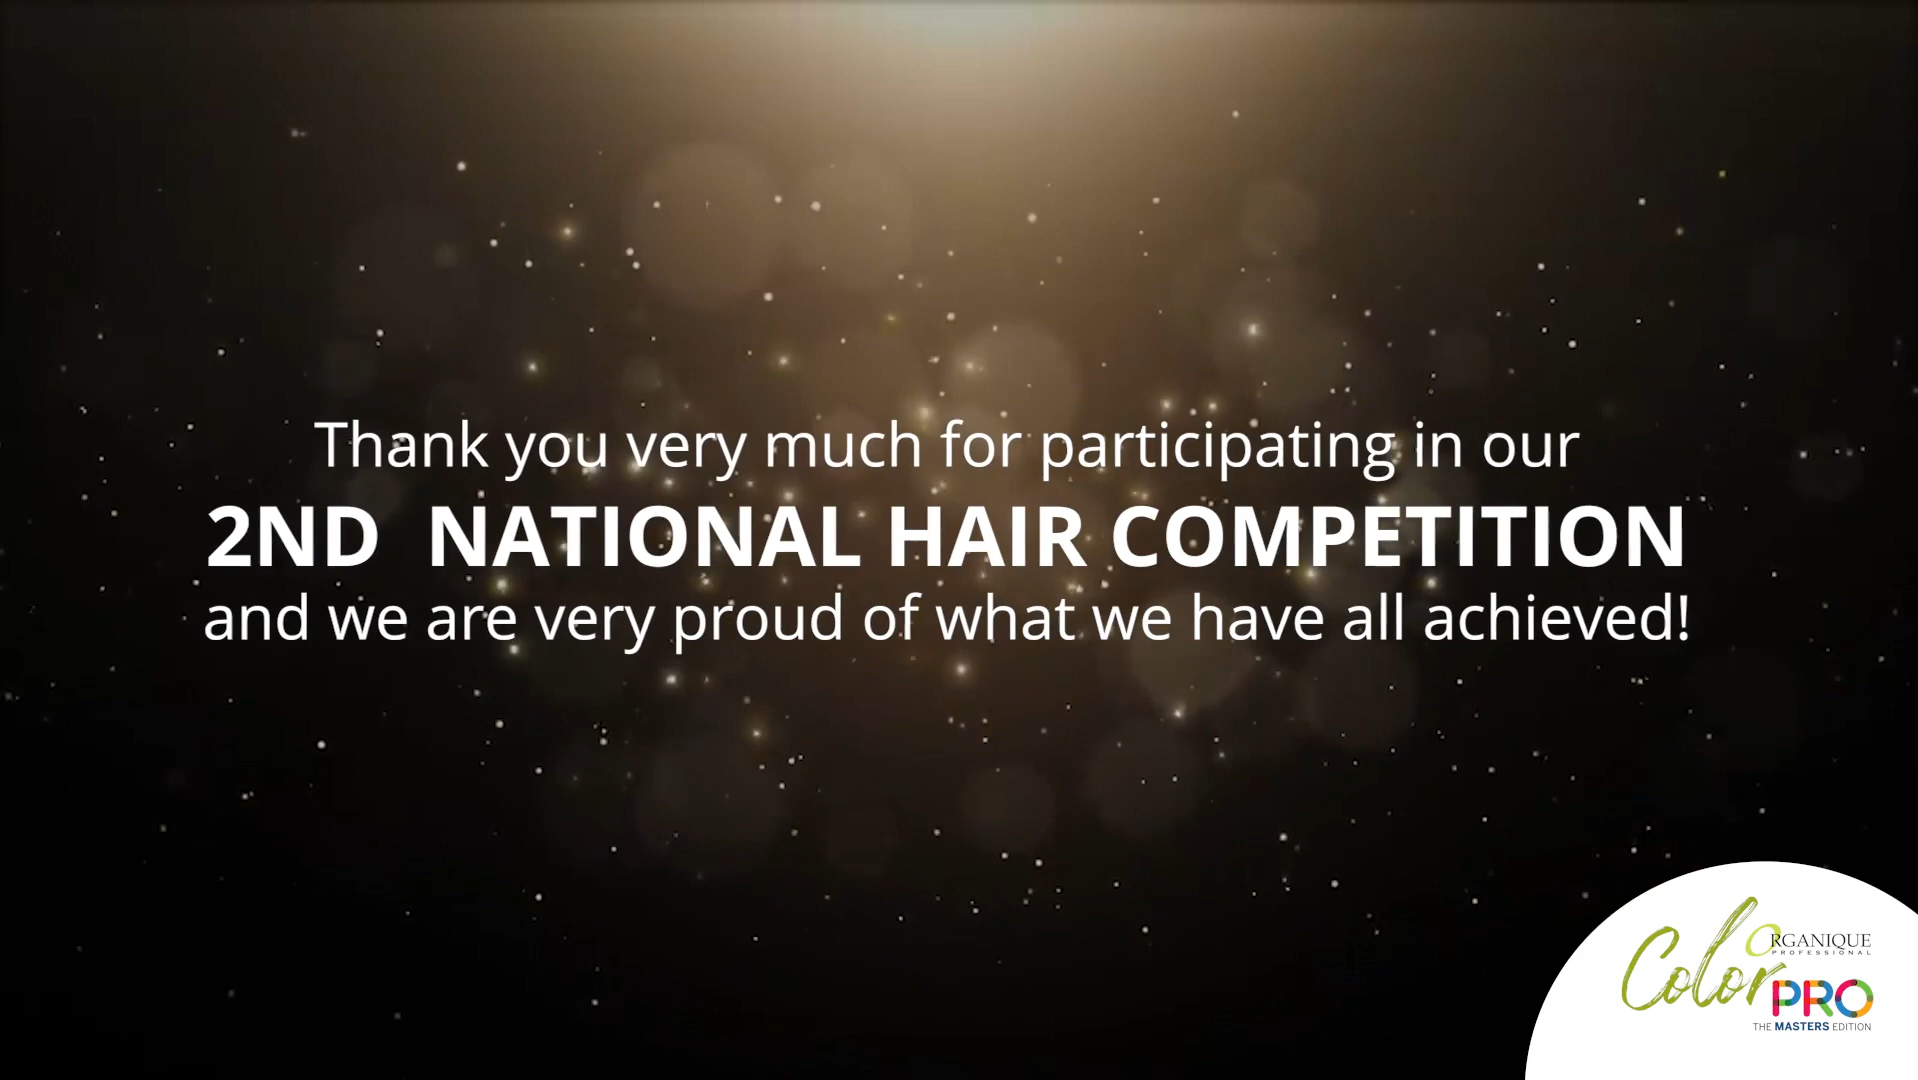 Thank you very much for participating in our
2ND NATIONAL HAIR COMPETITION
and we are very proud of what we have all achieved!
ORGANIQUE
PROFESSIONAL
Color PRO
THE MASTERS EDITION